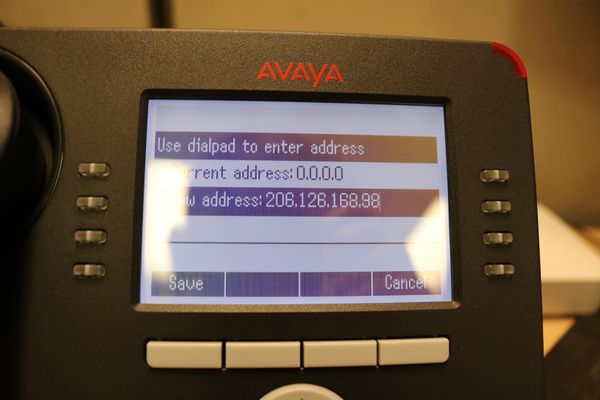 AVAYA
Use dialpad to enter address
Current address: 0.0.0.0
New address: 206.126.168.98
Save Cancel